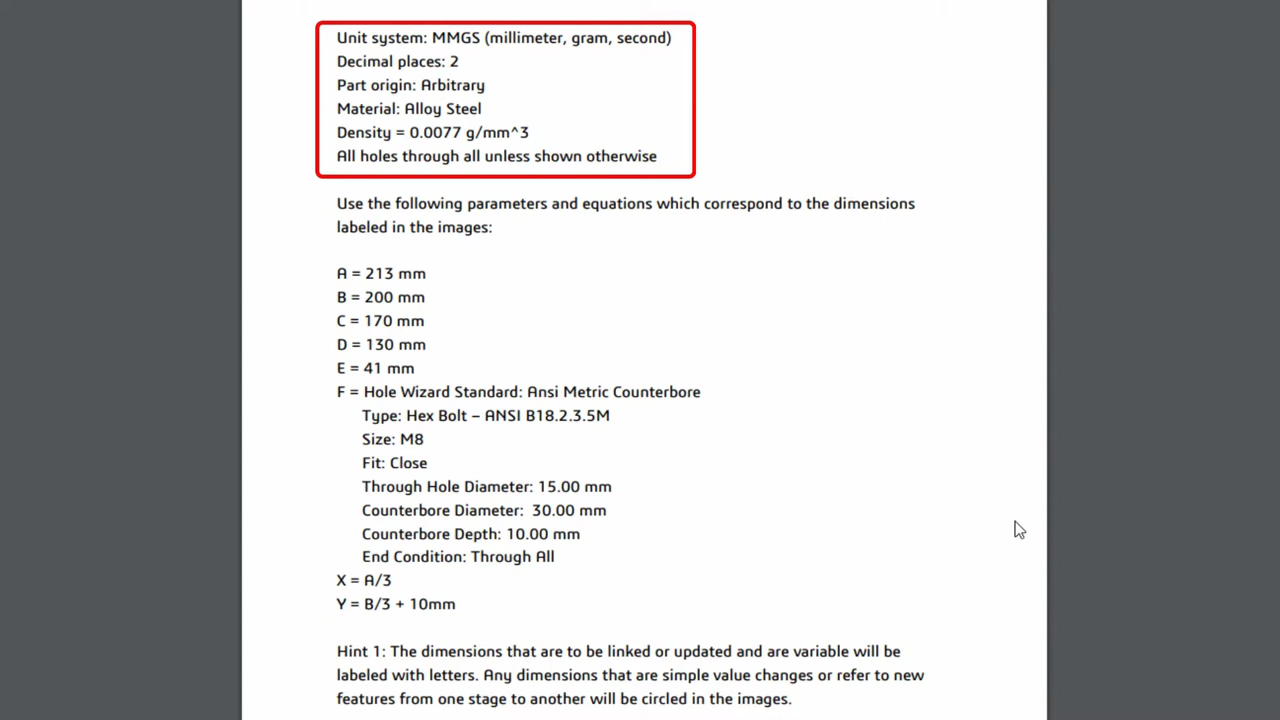 Unit system: MMGS (millimeter, gram, second)
Decimal places: 2
Part origin: Arbitrary
Material: Alloy Steel
Density = 0.0077 g/mm^3
All holes through all unless shown otherwise
Use the following parameters and equations which correspond to the dimensions
labeled in the images:
A = 213 mm
B = 200 mm
C = 170 mm
D = 130 mm
E = 41 mm
F = Hole Wizard Standard: Ansi Metric Counterbore
Type: Hex Bolt – ANSI B18.2.3.5M
Size: M8
Fit: Close
Through Hole Diameter: 15.00 mm
Counterbore Diameter: 30.00 mm
Counterbore Depth: 10.00 mm
End Condition: Through All
X = A/3
Y = B/3 + 10mm
Hint 1: The dimensions that are to be linked or updated and are variable will be
labeled with letters. Any dimensions that are simple value changes or refer to new
features from one stage to another will be circled in the images.